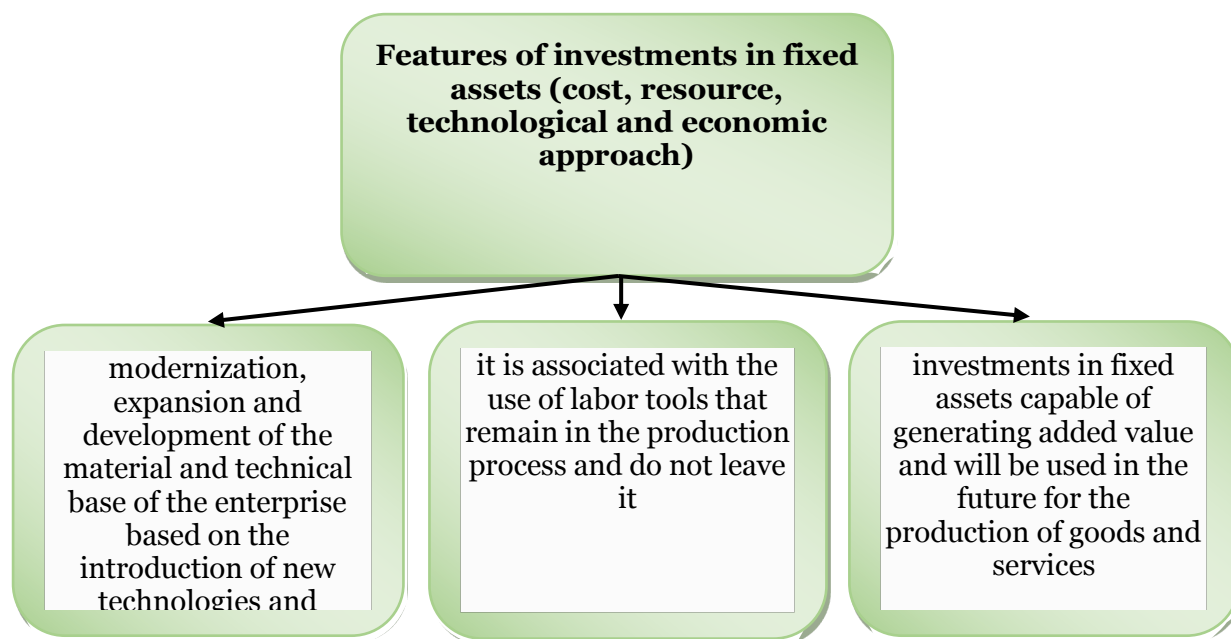 Features of investments in fixed
assets (cost, resource,
technological and economic
approach)
modernization,
expansion and
development of the
material and technical
base of the enterprise
based on the
introduction of new
technologies and
it is associated with the
use of labor tools that
remain in the production
process and do not leave
it
investments in fixed
assets capable of
generating added value
and will be used in the
future for the
production of goods and
services